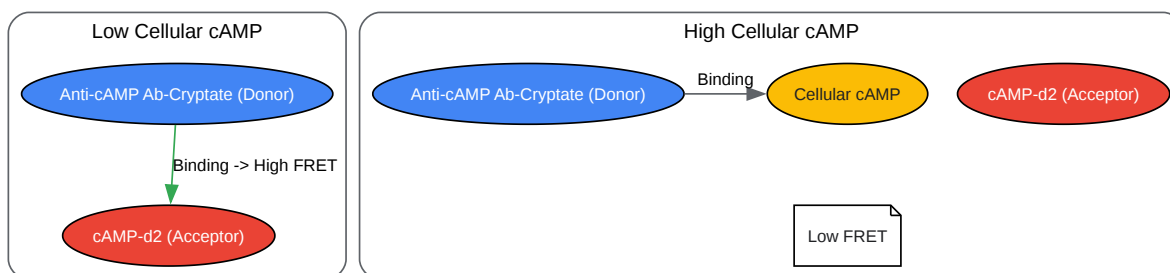 Low Cellular cAMP
Anti-cAMP Ab-Cryptate (Donor)
Binding -> High FRET
cAMP-d2 (Acceptor)
High Cellular cAMP
Anti-cAMP Ab-Cryptate (Donor)
Binding
Cellular cAMP
cAMP-d2 (Acceptor)
Low FRET